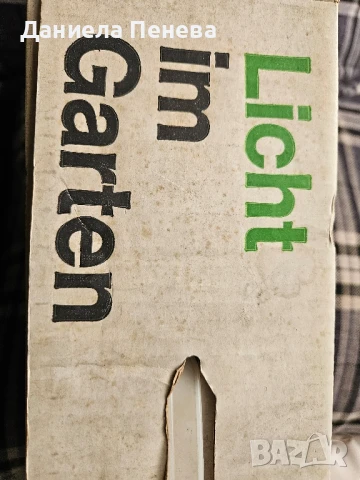 Даниела Пенева
Licht
im
Garten
BAZAR